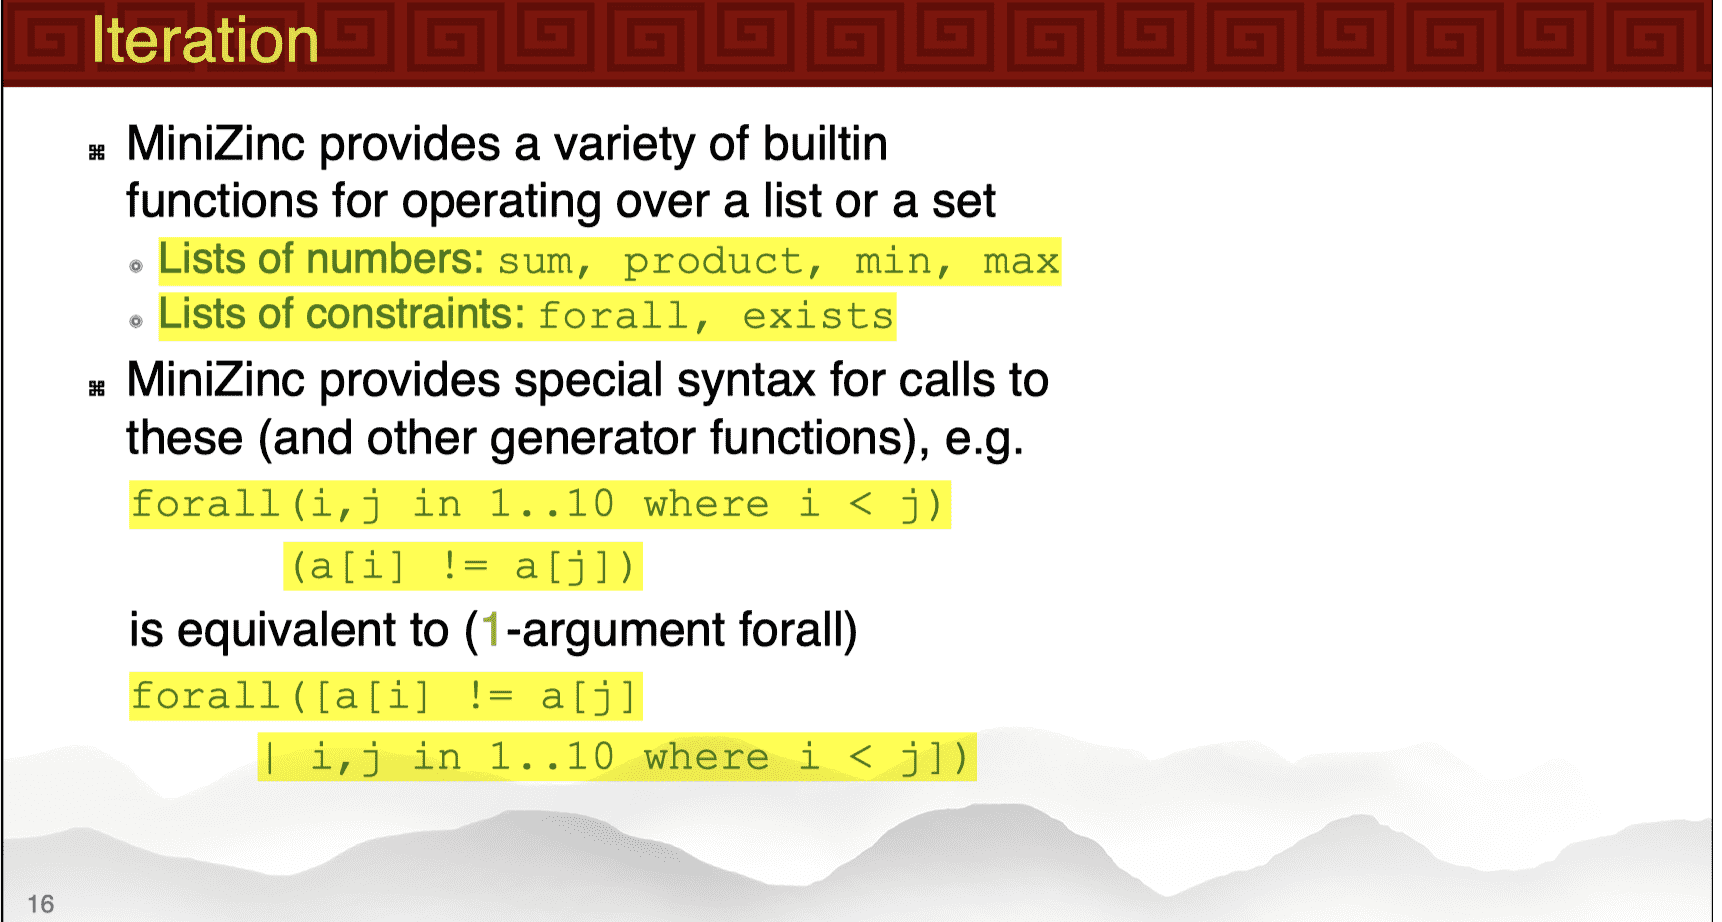 Iteration
MiniZinc provides a variety of builtin
functions for operating over a list or a set
Lists of numbers: sum, product, min, max
Lists of constraints: forall, exists
MiniZinc provides special syntax for calls to
these (and other generator functions), e.g.
forall(i,j in 1..10 where i < j)
(a[i] != a[j])
is equivalent to (1-argument forall)
forall([a[i] != a[j]
| i,j in 1..10 where i < j])
16